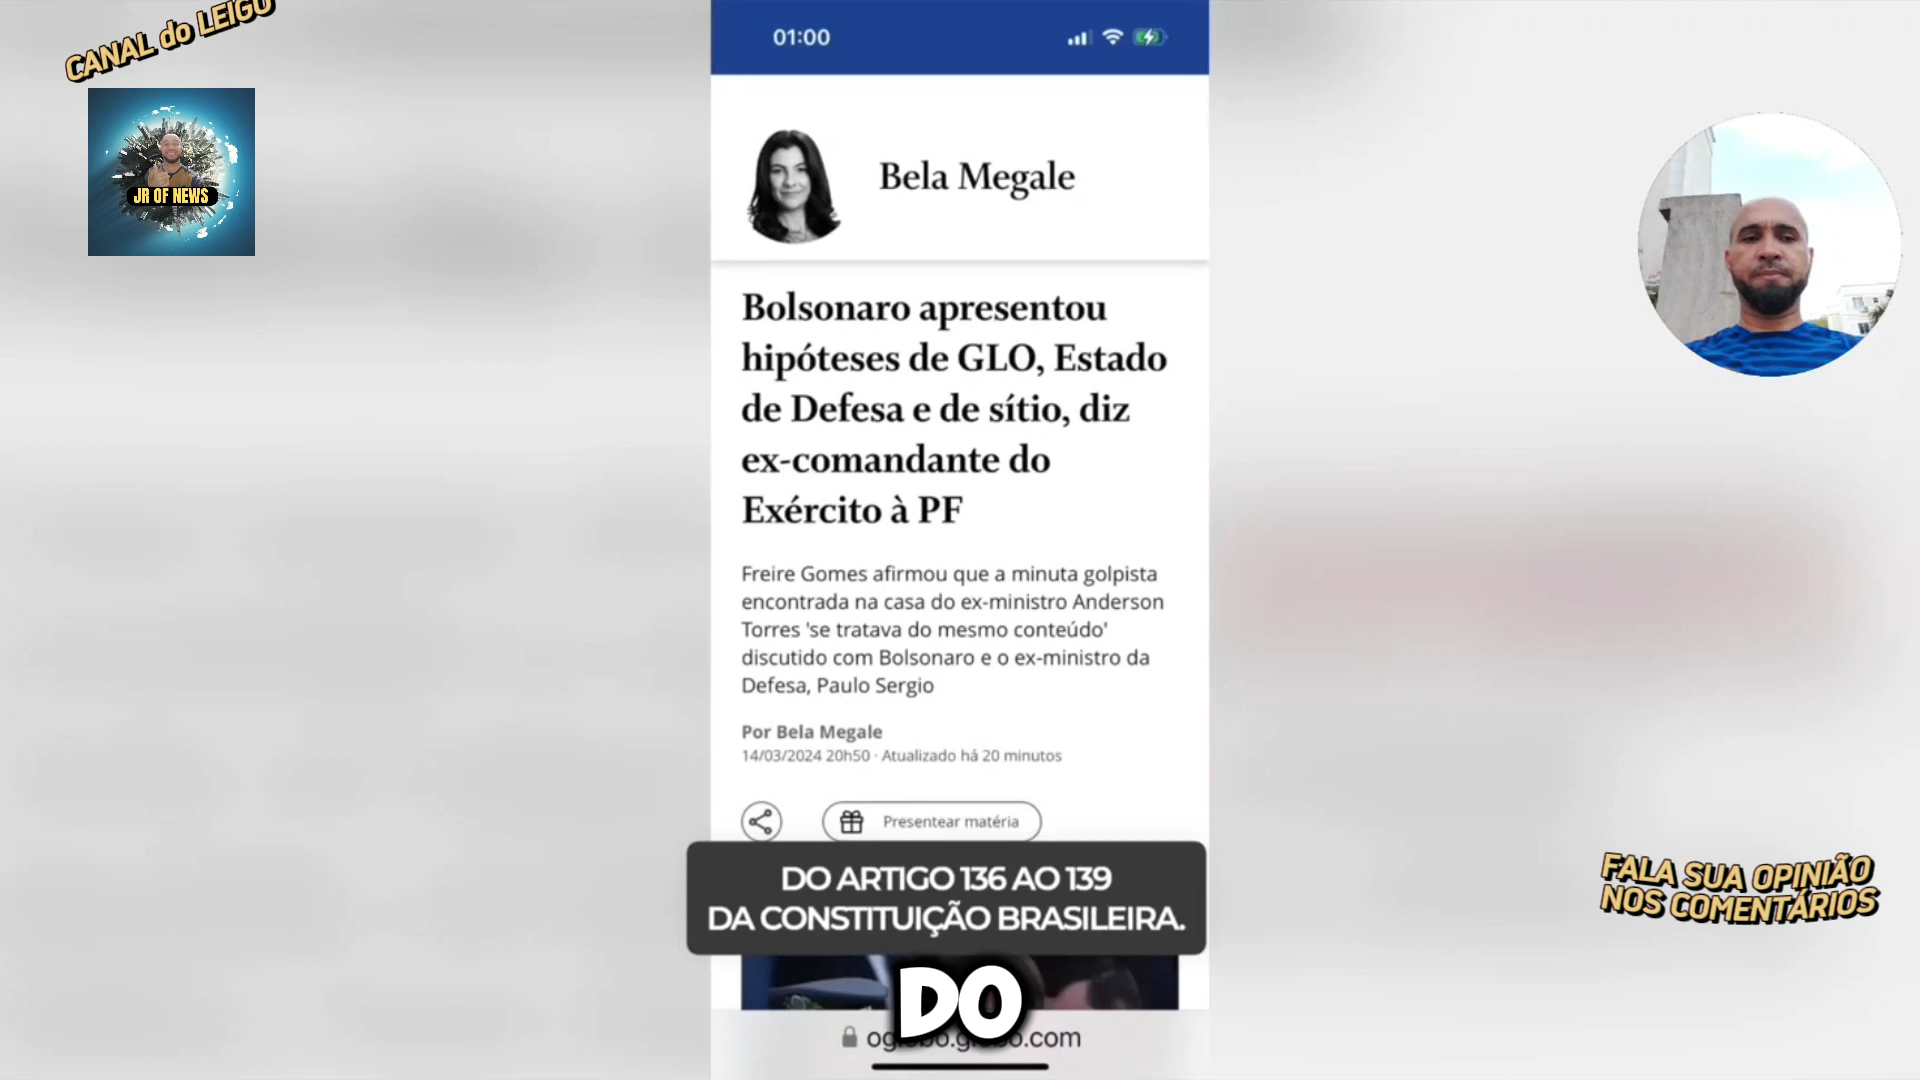 CANAL do LEIGO
JR OF NEWS
01:00
Bela Megale
Bolsonaro apresentou
hipóteses de GLO, Estado
de Defesa e de sítio, diz
ex-comandante do
Exército à PF
Freire Gomes afirmou que a minuta golpista
encontrada na casa do ex-ministro Anderson
Torres 'se tratava do mesmo conteúdo'
discutido com Bolsonaro e o ex-ministro da
Defesa, Paulo Sergio
Por Bela Megale
14/03/2024 20h50 · Atualizado há 20 minutos
Presentear matéria
DO ARTIGO 136 AO 139
DA CONSTITUIÇÃO BRASILEIRA.
DO
oglobo.globo.com
FALA SUA OPINIÃO
NOS COMENTÁRIOS